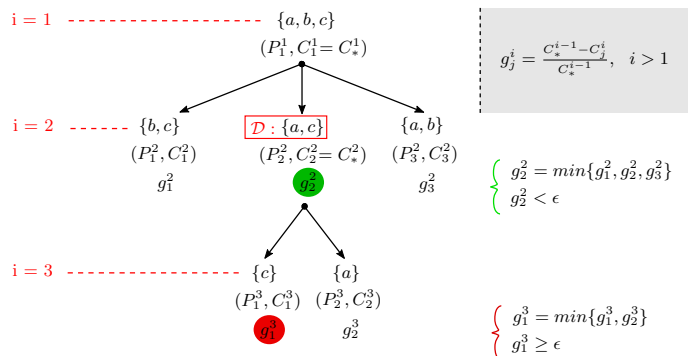 i = 1
{a, b, c}
(P_1^1, C_1^1 = C_*^1)
g_j^i = \frac{C_*^{i-1} - C_j^i}{C_*^{i-1}}, i > 1
i = 2
{b, c} D : {a, c} {a, b}
(P_1^2, C_1^2) (P_2^2, C_2^2 = C_*^2) (P_3^2, C_3^2)
g_1^2 g_2^2 g_3^2
g_2^2 = min{g_1^2, g_2^2, g_3^2}
g_2^2 < ϵ
i = 3
{c} {a}
(P_1^3, C_1^3) (P_2^3, C_2^3)
g_1^3 g_2^3
g_1^3 = min{g_1^3, g_2^3}
g_1^3 ≥ ϵ